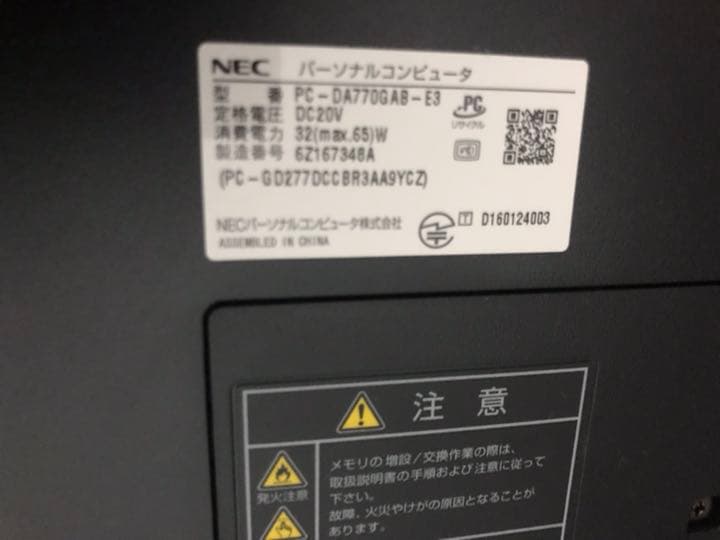 NEC パーソナルコンピュータ
型 番 PC-DA770GAB-E3
定格電圧 DC20V
消費電力 32(max.65)W
製造番号 6Z167348A
(PC-GD277DCCBR3AA9YCZ)
PC
リサイクル
NECパーソナルコンピュータ株式会社
ASSEMBLED IN CHINA
T D160124003
注意
発火注意
メモリの増設/交換作業の際は、
取扱説明書の手順および注意に従って
下さい。
故障、火災やけがの原因となることが
あります。